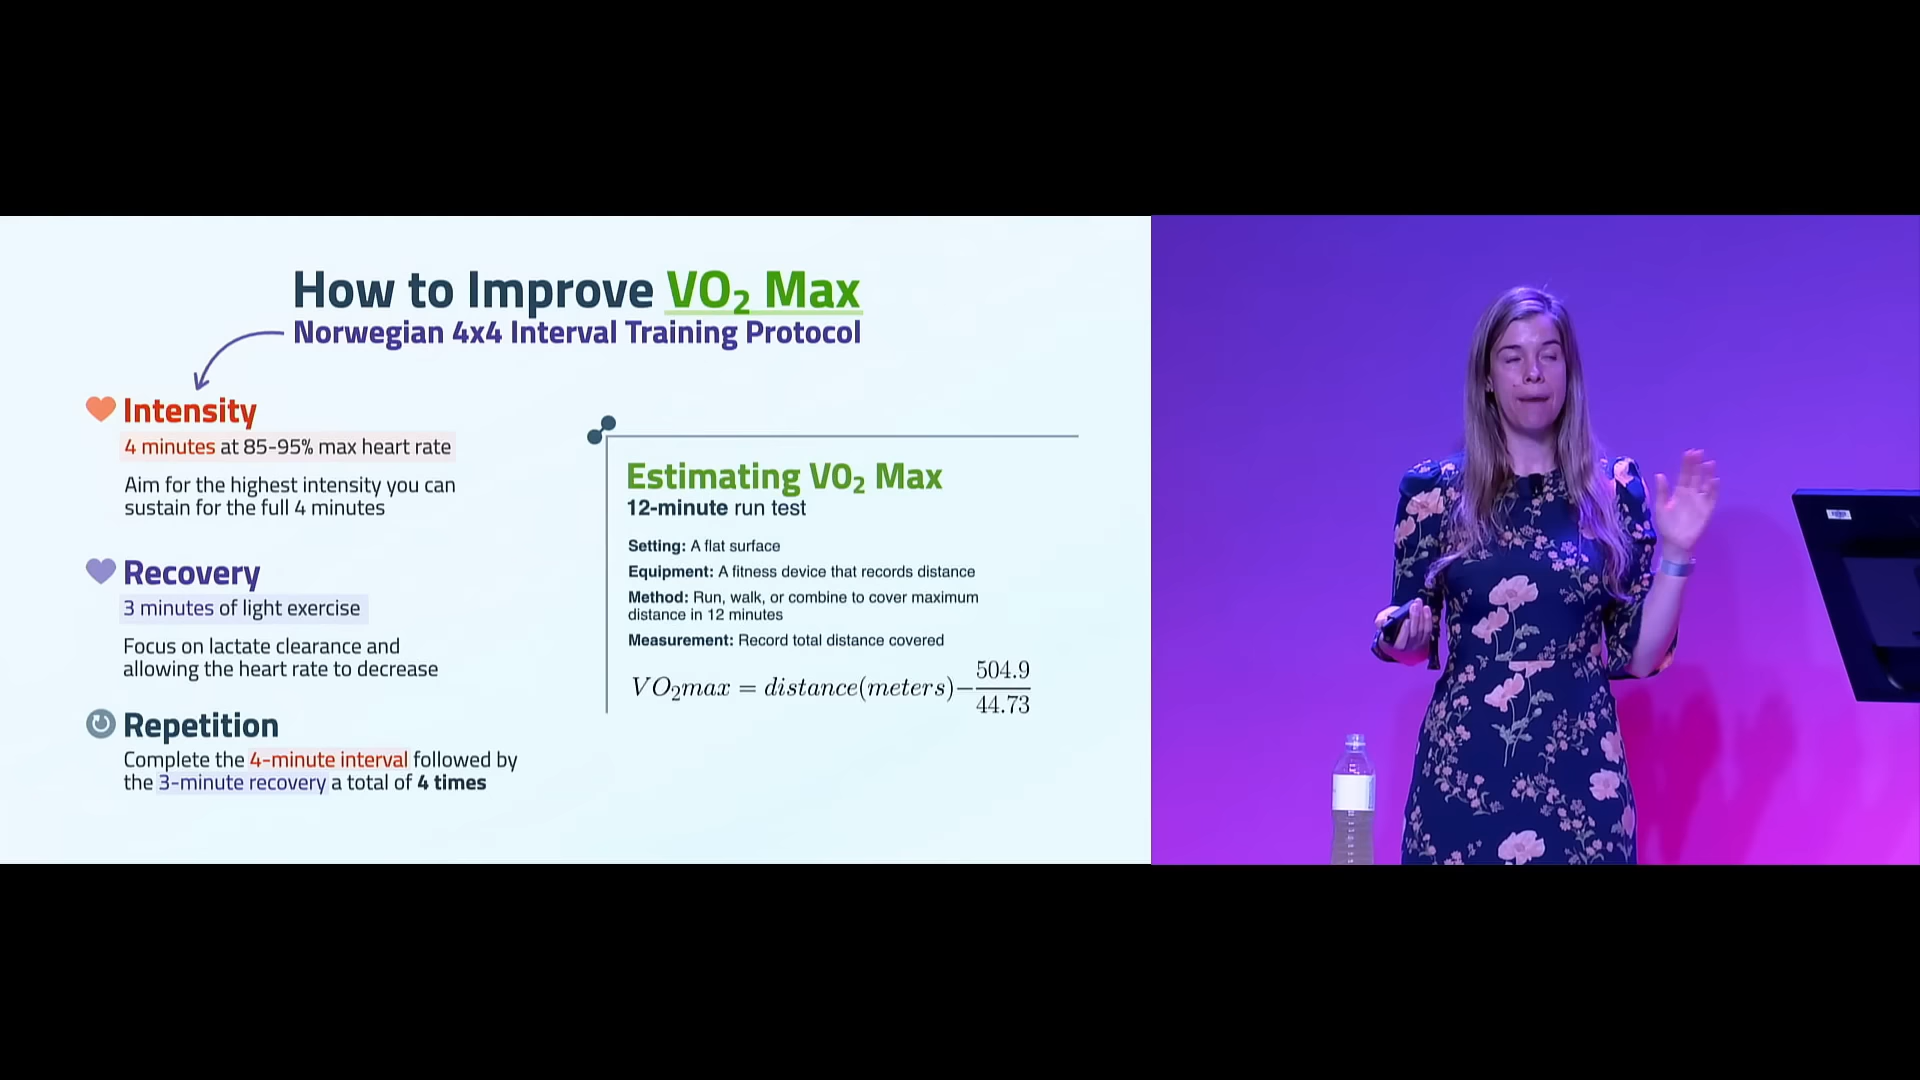 How to Improve VO₂ Max
Norwegian 4x4 Interval Training Protocol
Intensity
4 minutes at 85-95% max heart rate
Aim for the highest intensity you can
sustain for the full 4 minutes
Recovery
3 minutes of light exercise
Focus on lactate clearance and
allowing the heart rate to decrease
Repetition
Complete the 4-minute interval followed by
the 3-minute recovery a total of 4 times
Estimating VO₂ Max
12-minute run test
Setting: A flat surface
Equipment: A fitness device that records distance
Method: Run, walk, or combine to cover maximum
distance in 12 minutes
Measurement: Record total distance covered
VO₂max = distance(meters)−504.9/44.73